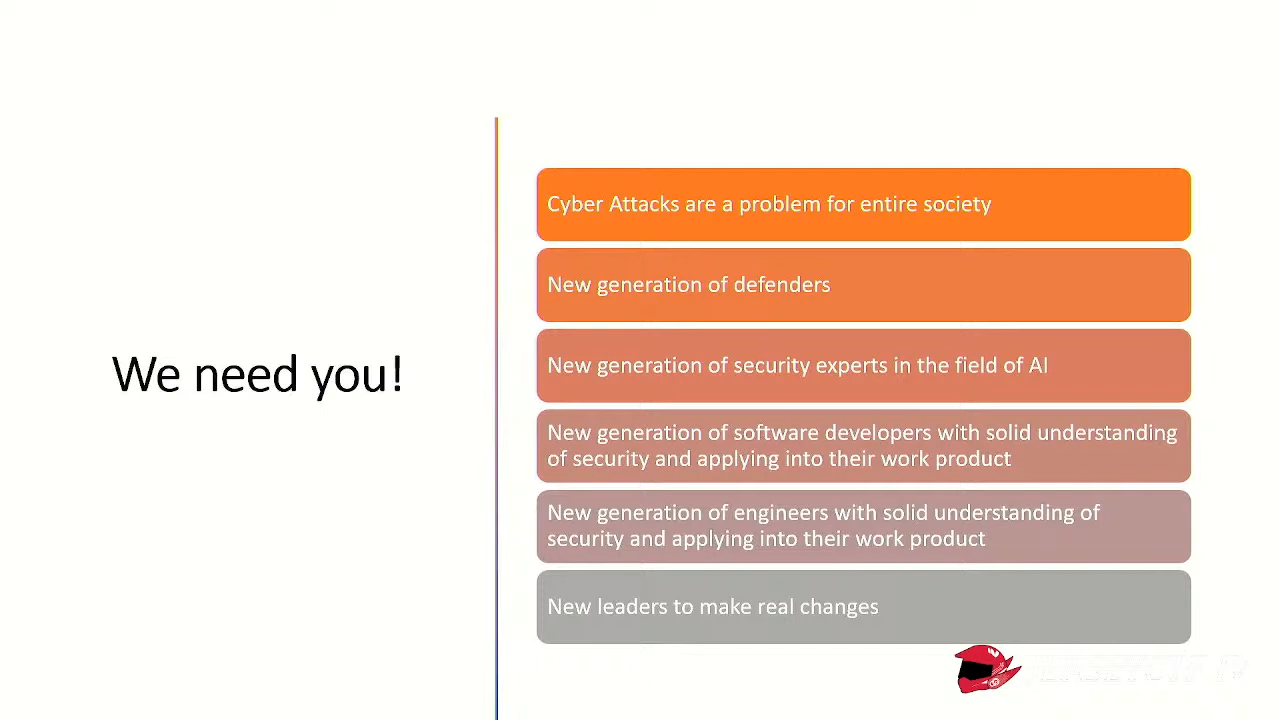 We need you!
Cyber Attacks are a problem for entire society
New generation of defenders
New generation of security experts in the field of AI
New generation of software developers with solid understanding
of security and applying into their work product
New generation of engineers with solid understanding of
security and applying into their work product
New leaders to make real changes